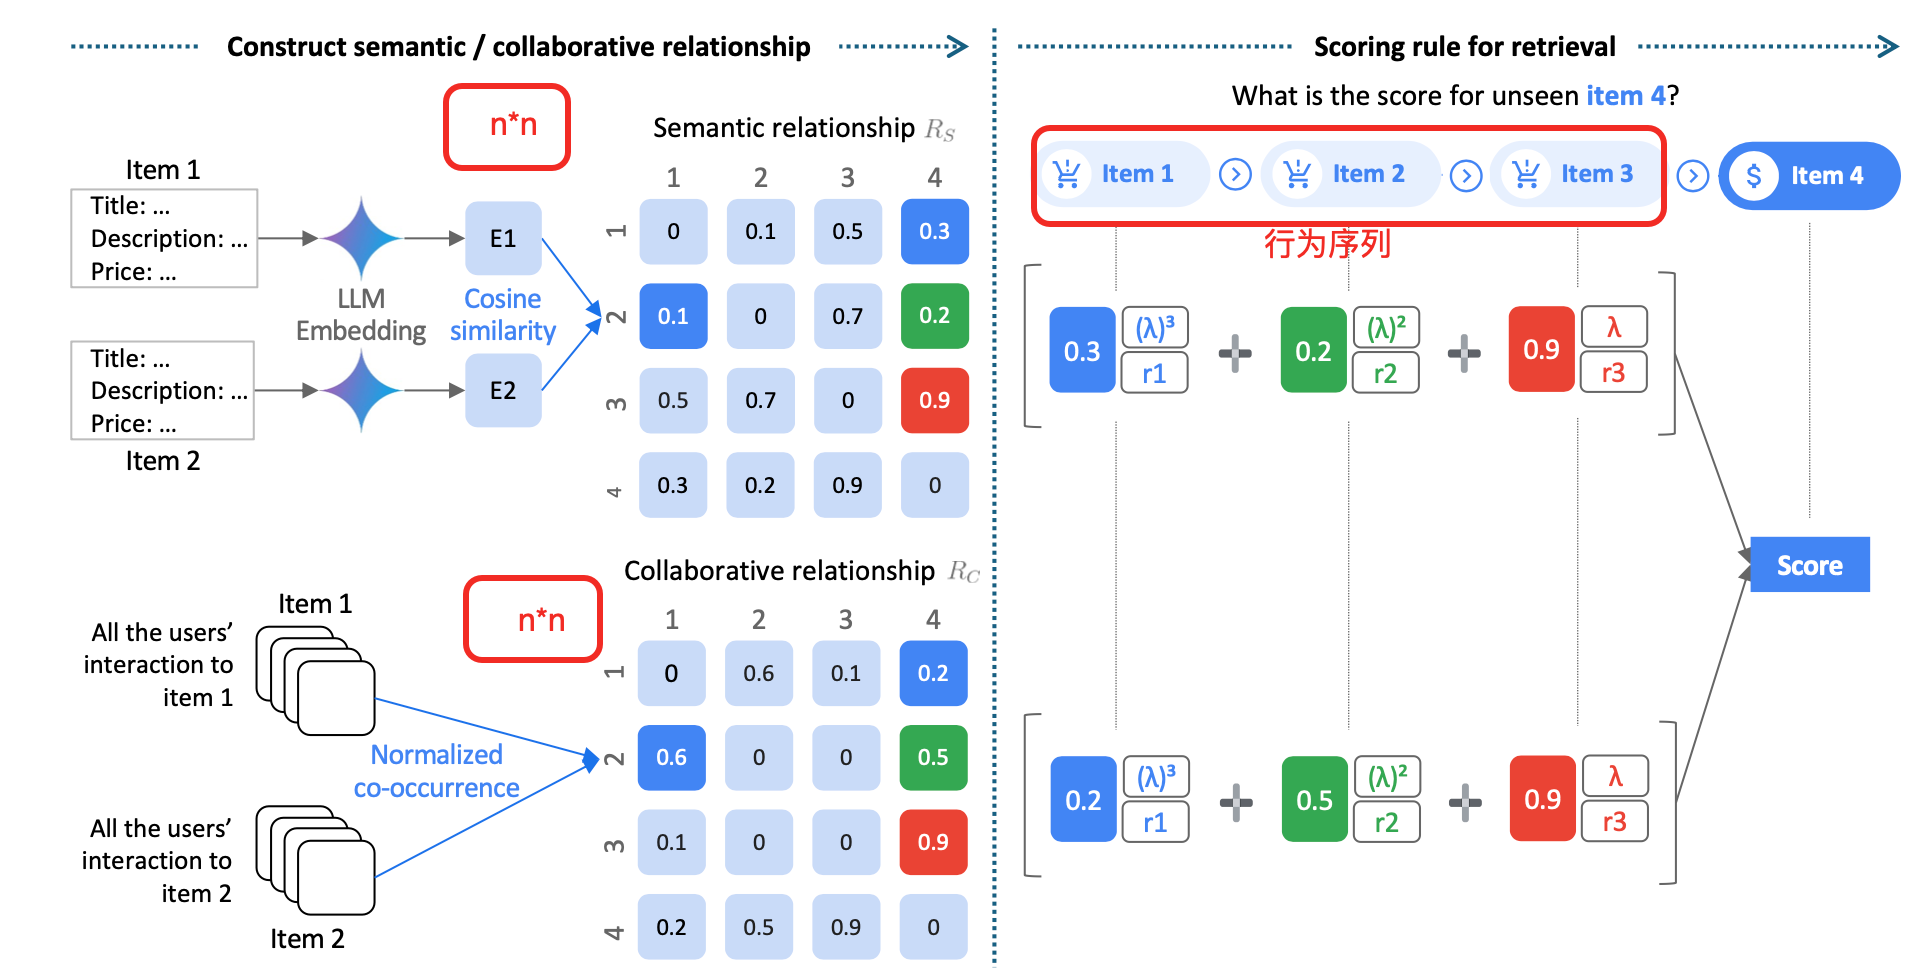 Construct semantic / collaborative relationship
n*n
Semantic relationship R_S
Item 1
Title: ...
Description: ...
Price: ...
E1
LLM
Embedding
Cosine
similarity
Title: ...
Description: ...
Price: ...
E2
Item 2
1 2 3 4
1 0 0.1 0.5 0.3
2 0.1 0 0.7 0.2
3 0.5 0.7 0 0.9
4 0.3 0.2 0.9 0
Collaborative relationship R_C
n*n
Item 1
All the users’
interaction to
item 1
Normalized
co-occurrence
All the users’
interaction to
item 2
Item 2
1 2 3 4
1 0 0.6 0.1 0.2
2 0.6 0 0 0.5
3 0.1 0 0 0.9
4 0.2 0.5 0.9 0
Scoring rule for retrieval
What is the score for unseen item 4?
Item 1 > Item 2 > Item 3 > $ Item 4
行为序列
0.3 (λ)³ r1 + 0.2 (λ)² r2 + 0.9 λ r3
Score
0.2 (λ)³ r1 + 0.5 (λ)² r2 + 0.9 λ r3